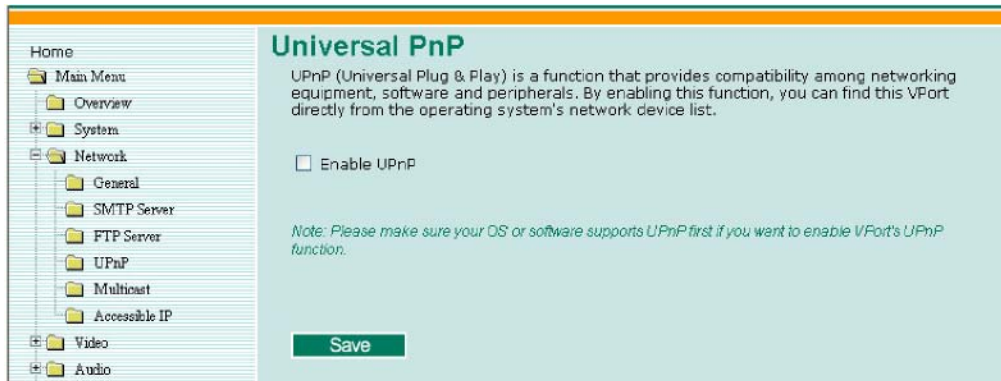 Home
Main Menu
Overview
System
Network
General
SMTP Server
FTP Server
UPnP
Multicast
Accessible IP
Video
Audio
Universal PnP
UPnP (Universal Plug & Play) is a function that provides compatibility among networking
equipment, software and peripherals. By enabling this function, you can find this VPort
directly from the operating system's network device list.
Enable UPnP
Note: Please make sure your OS or software supports UPnP first if you want to enable VPort's UPnP
function.
Save